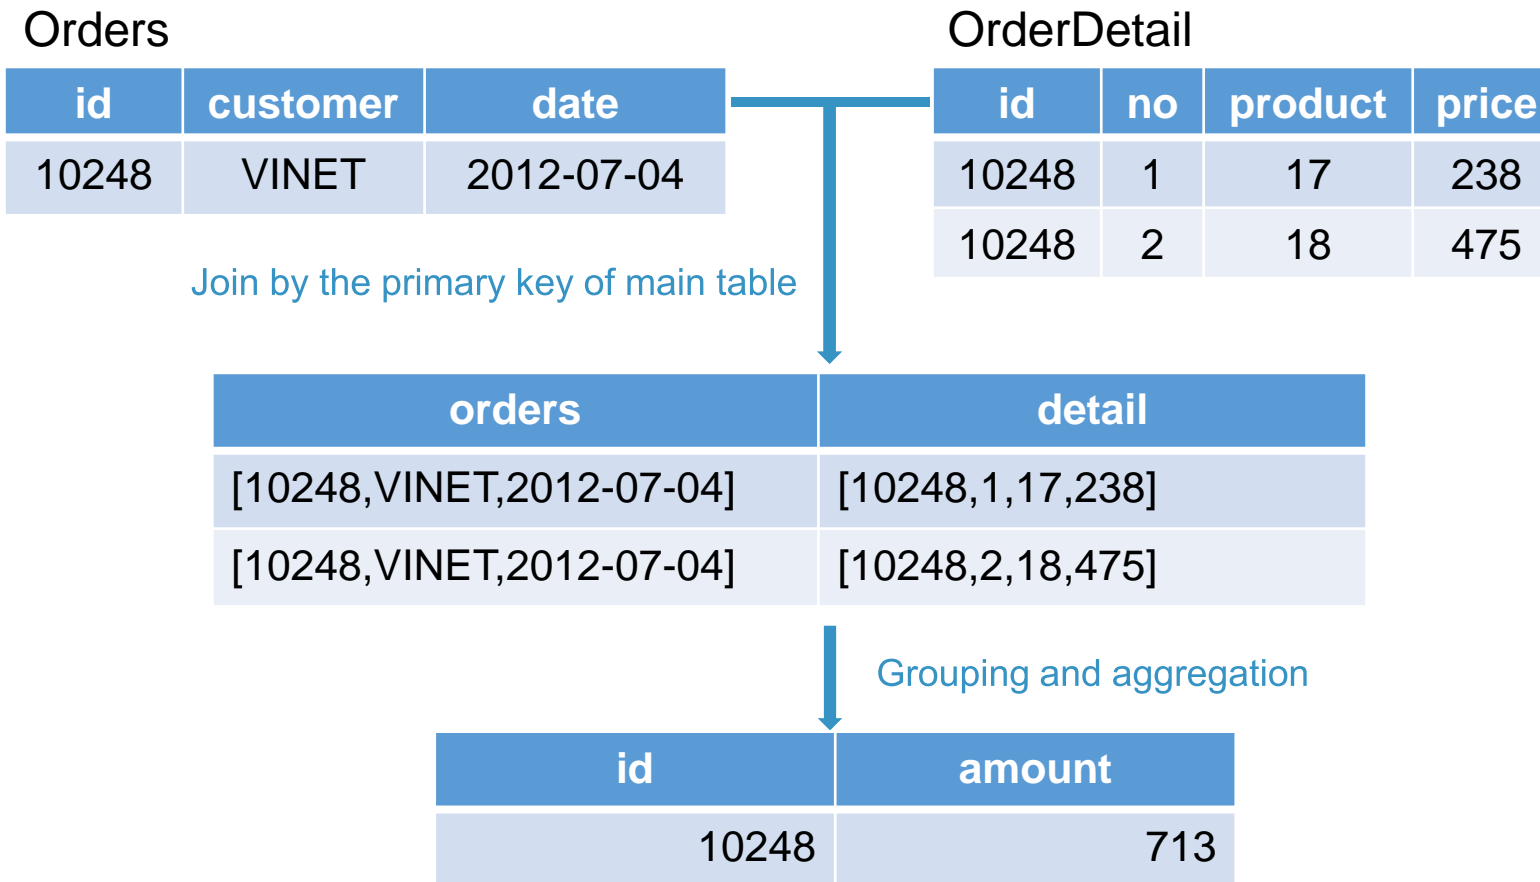 Orders
OrderDetail
id customer date
10248 VINET 2012-07-04
id no product price
10248 1 17 238
10248 2 18 475
Join by the primary key of main table
orders detail
[10248,VINET,2012-07-04] [10248,1,17,238]
[10248,VINET,2012-07-04] [10248,2,18,475]
Grouping and aggregation
id amount
10248 713